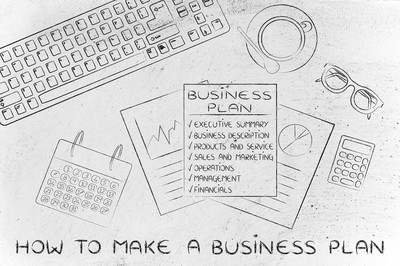 BUSINESS
PLAN
✓ EXECUTIVE SUMMARY
✓ BUSINESS DESCRIPTION
✓ PRODUCTS AND SERVICE
✓ SALES AND MARKETING
✓ OPERATIONS
✓ MANAGEMENT
✓ FINANCIALS
HOW TO MAKE A BUSINESS PLAN